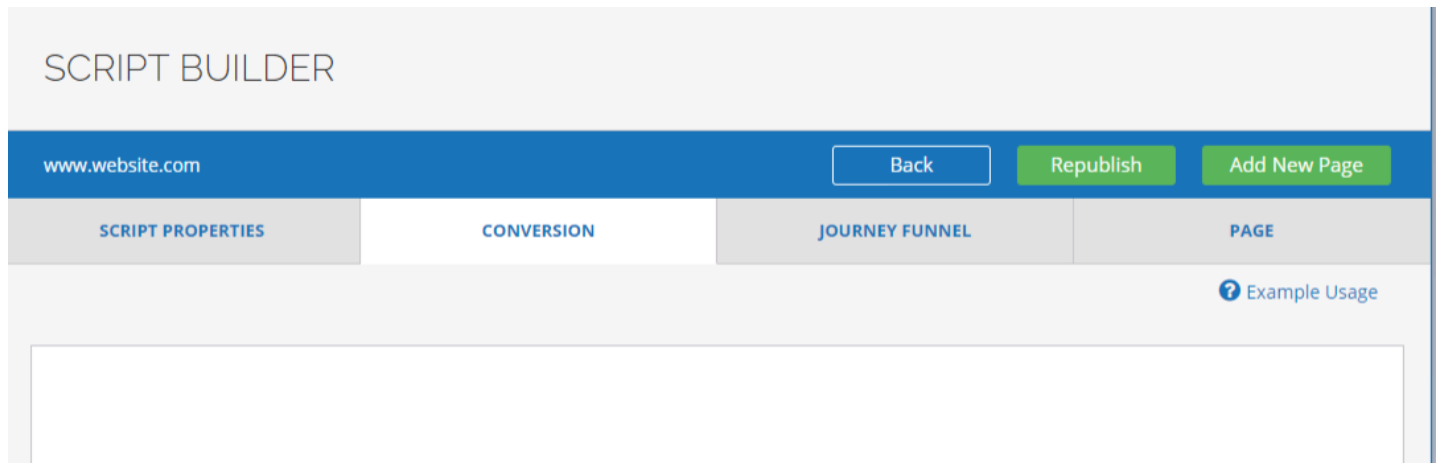 SCRIPT BUILDER
www.website.com Back Republish Add New Page
SCRIPT PROPERTIES CONVERSION JOURNEY FUNNEL PAGE
Example Usage